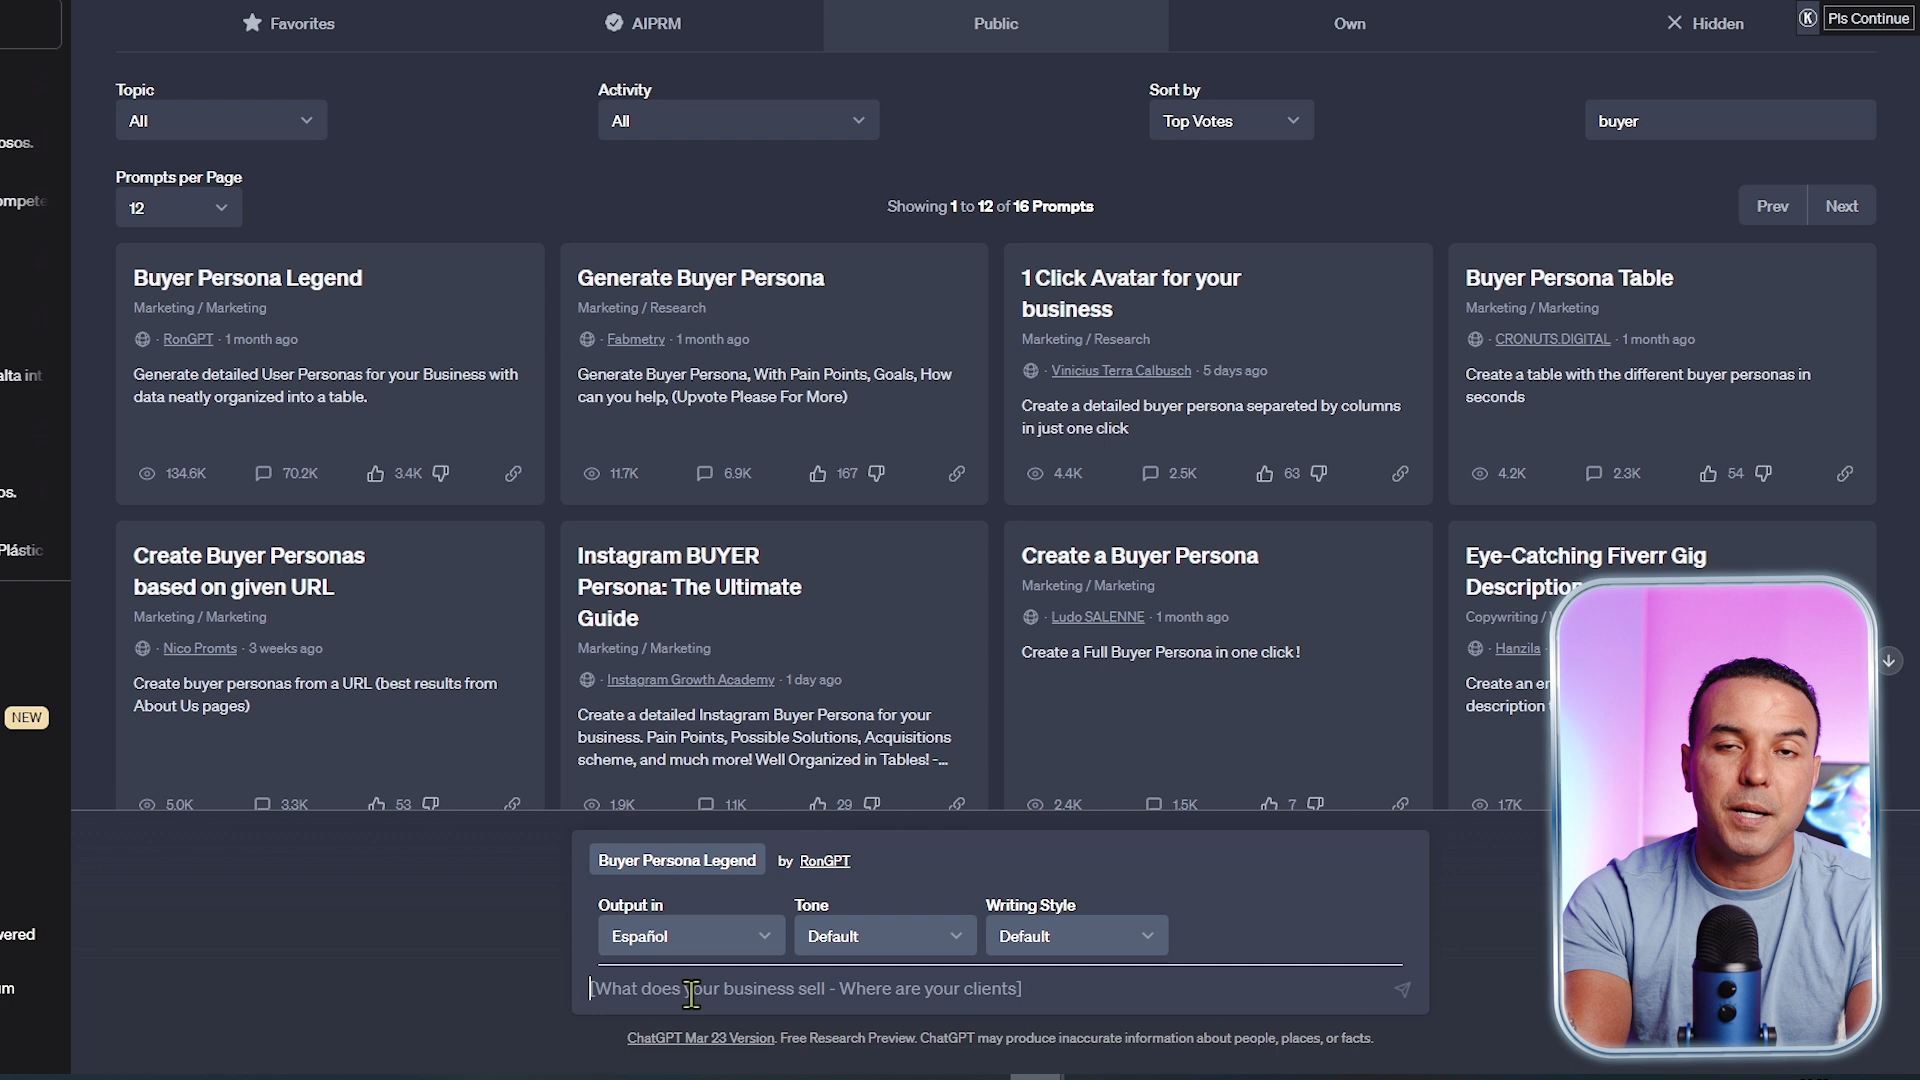 Favorites
AIPRM
Public
Own
Hidden
Pls Continue
Topic
All
Activity
All
Sort by
Top Votes
buyer
Prompts per Page
12
Showing 1 to 12 of 16 Prompts
Prev
Next
Buyer Persona Legend
Marketing / Marketing
· RonGPT · 1 month ago
Generate detailed User Personas for your Business with
data neatly organized into a table.
134.6K
70.2K
3.4K
Generate Buyer Persona
Marketing / Research
· Fabmetry · 1 month ago
Generate Buyer Persona, With Pain Points, Goals, How
can you help, (Upvote Please For More)
11.7K
6.9K
167
1 Click Avatar for your
business
Marketing / Research
· Vinicius Terra Calbusch · 5 days ago
Create a detailed buyer persona separeted by columns
in just one click
4.4K
2.5K
63
Buyer Persona Table
Marketing / Marketing
· CRONUTS.DIGITAL · 1 month ago
Create a table with the different buyer personas in
seconds
4.2K
2.3K
54
Create Buyer Personas
based on given URL
Marketing / Marketing
· Nico Promts · 3 weeks ago
Create buyer personas from a URL (best results from
About Us pages)
5.0K
3.3K
53
Instagram BUYER
Persona: The Ultimate
Guide
Marketing / Marketing
· Instagram Growth Academy · 1 day ago
Create a detailed Instagram Buyer Persona for your
business. Pain Points, Possible Solutions, Acquisitions
scheme, and much more! Well Organized in Tables! -...
1.9K
1.1K
29
Create a Buyer Persona
Marketing / Marketing
· Ludo SALENNE · 1 month ago
Create a Full Buyer Persona in one click !
2.4K
1.5K
7
Eye-Catching Fiverr Gig
Description
Copywriting /
· Hanzila ·
Create an
description
1.7K
NEW
Buyer Persona Legend by RonGPT
Output in
Español
Tone
Default
Writing Style
Default
[What does your business sell - Where are your clients]
ChatGPT Mar 23 Version. Free Research Preview. ChatGPT may produce inaccurate information about people, places, or facts.